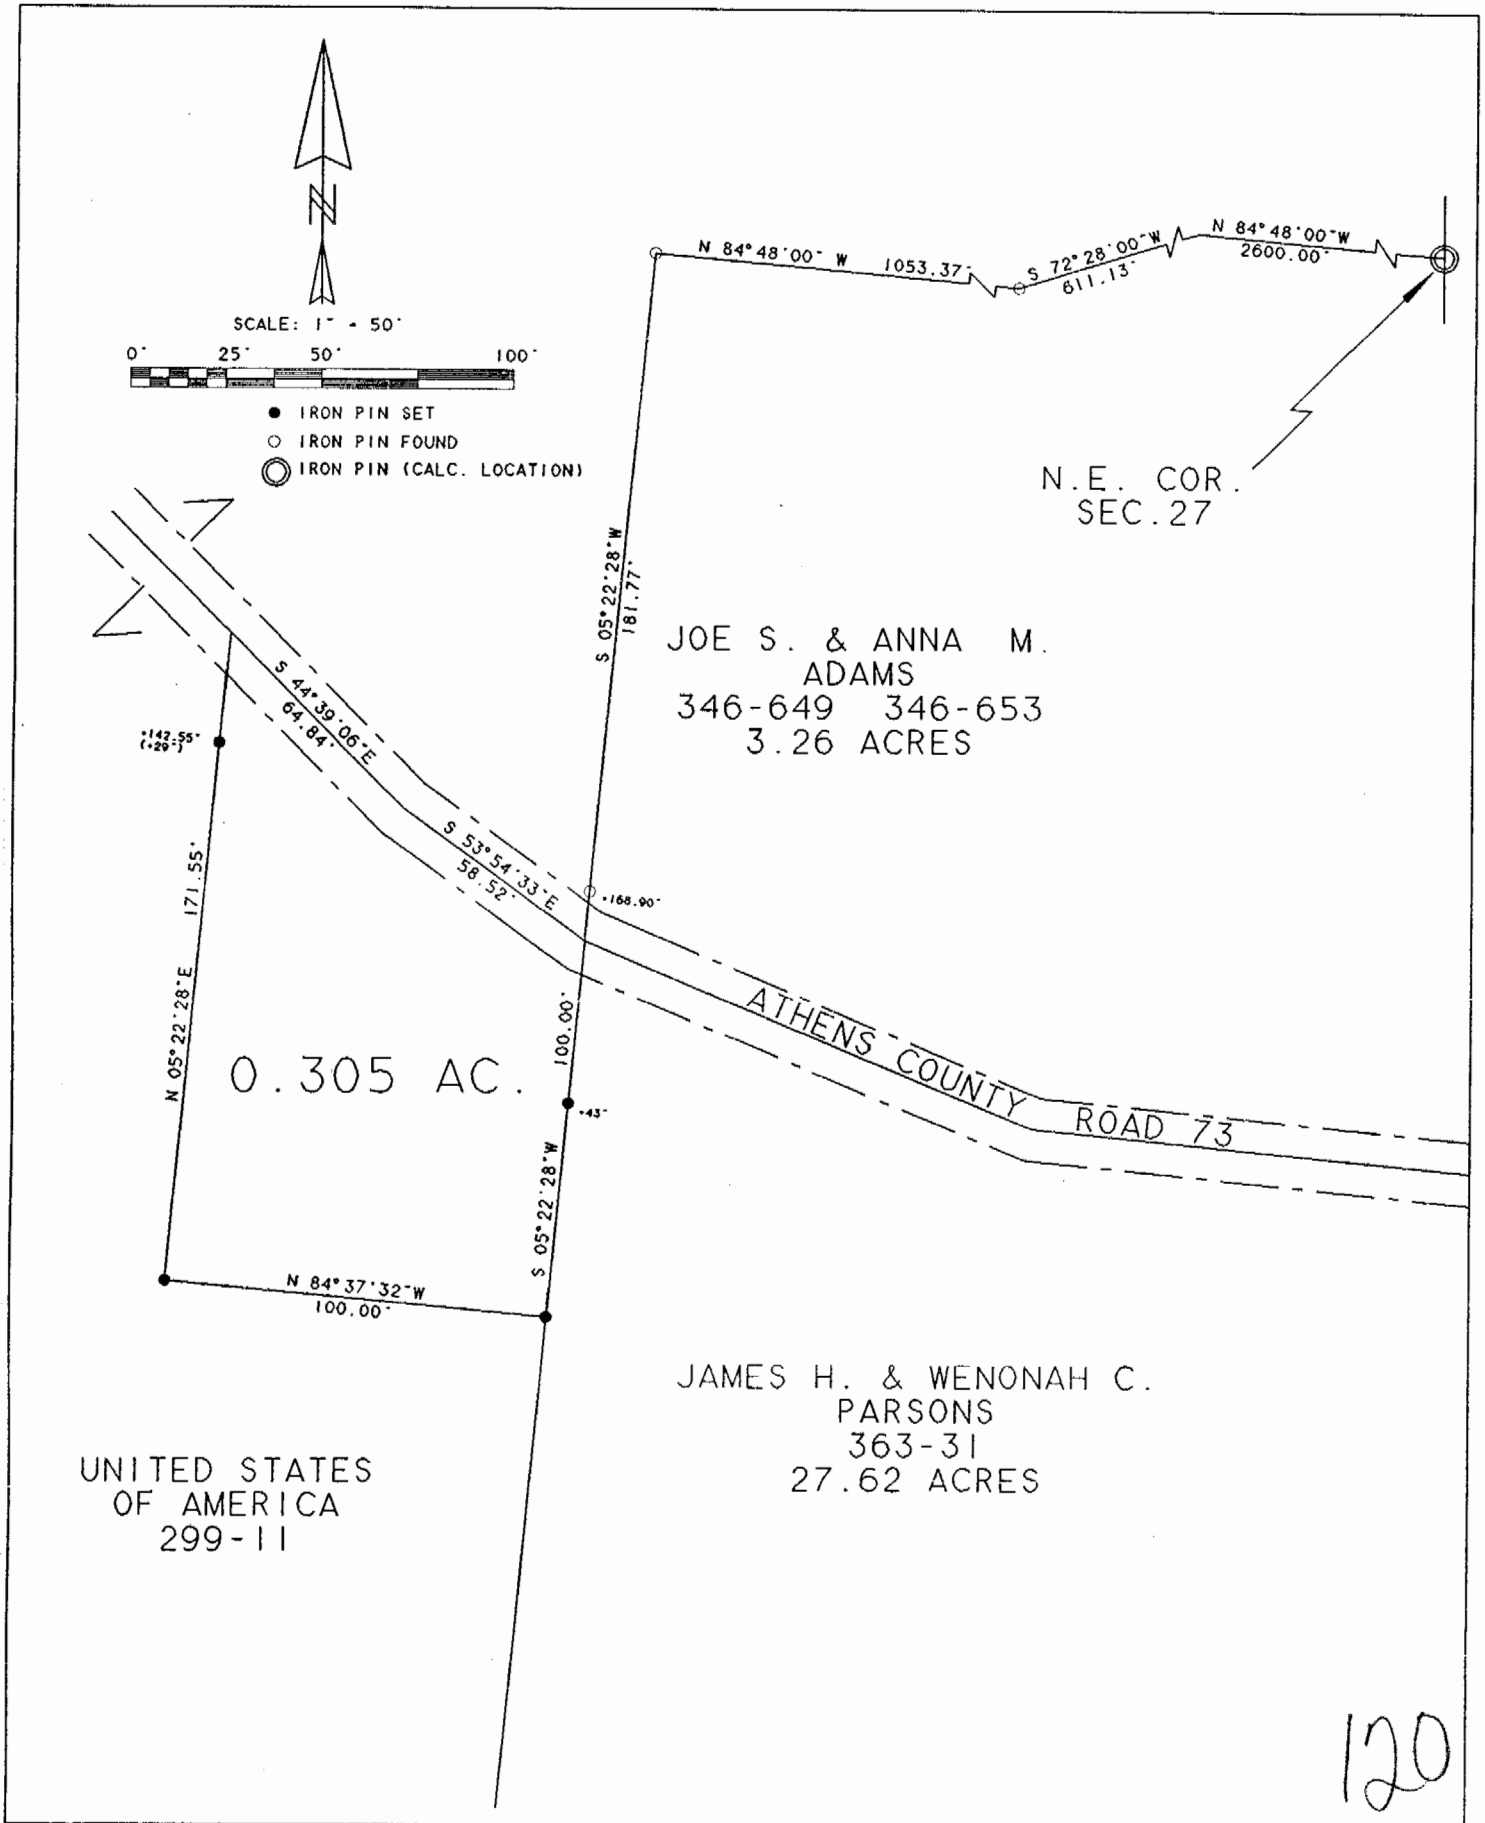 N
SCALE: 1" - 50'
0' 25' 50' 100'
IRON PIN SET
IRON PIN FOUND
IRON PIN (CALC. LOCATION)
N 84°48'00" W 1053.37'
S 72°28'00"W
611.13'
N 84°48'00"W
2600.00'
N.E. COR.
SEC.27
S 05°22'28"W
181.77'
JOE S. & ANNA M.
ADAMS
346-649 346-653
3.26 ACRES
S 44°39'06"E
64.84'
+142.55'
(+29')
S 53°54'33"E
58.52'
+168.90'
N 05°22'28"E 171.55'
0.305 AC.
S 05°22'28"W 100.00'
+43'
ATHENS COUNTY ROAD 73
N 84°37'32"W
100.00'
JAMES H. & WENONAH C.
PARSONS
363-31
27.62 ACRES
UNITED STATES
OF AMERICA
299-11
120